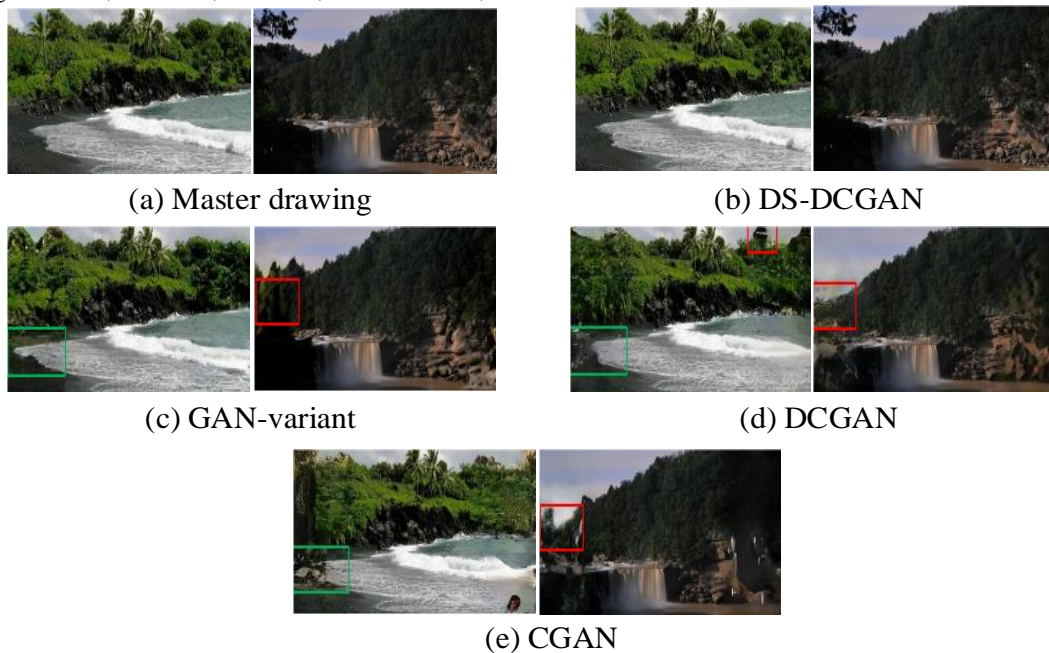 (a) Master drawing
(b) DS-DCGAN
(c) GAN-variant
(d) DCGAN
(e) CGAN